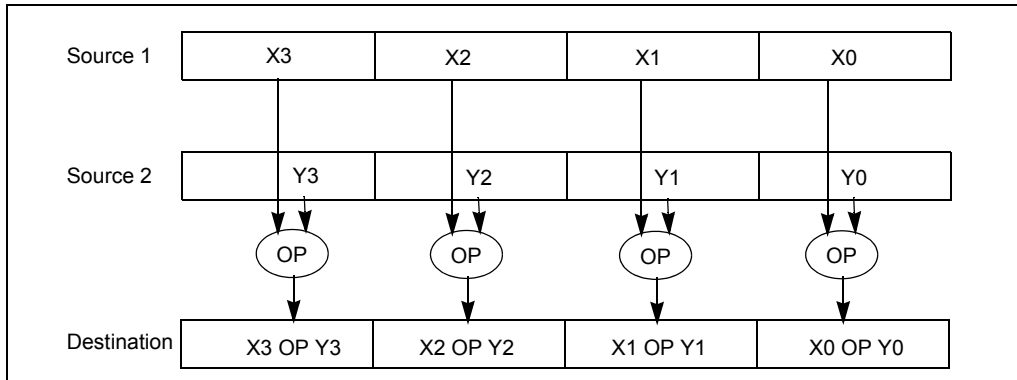 Source 1 X3 X2 X1 X0
Source 2 Y3 Y2 Y1 Y0
OP OP OP OP
Destination X3 OP Y3 X2 OP Y2 X1 OP Y1 X0 OP Y0